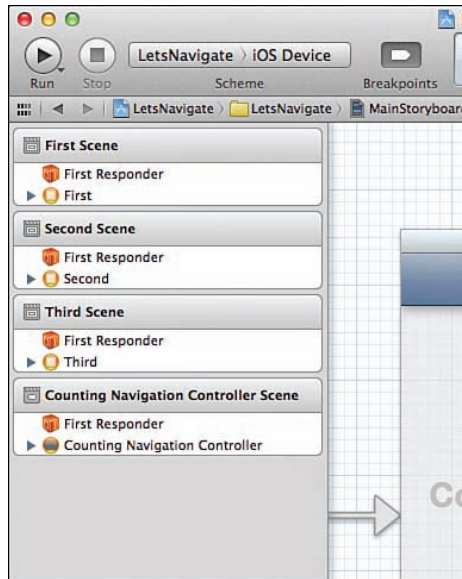 LetsNavigate › iOS Device
Run Stop Scheme Breakpoints
LetsNavigate › LetsNavigate › MainStoryboar
First Scene
First Responder
First
Second Scene
First Responder
Second
Third Scene
First Responder
Third
Counting Navigation Controller Scene
First Responder
Counting Navigation Controller
Co